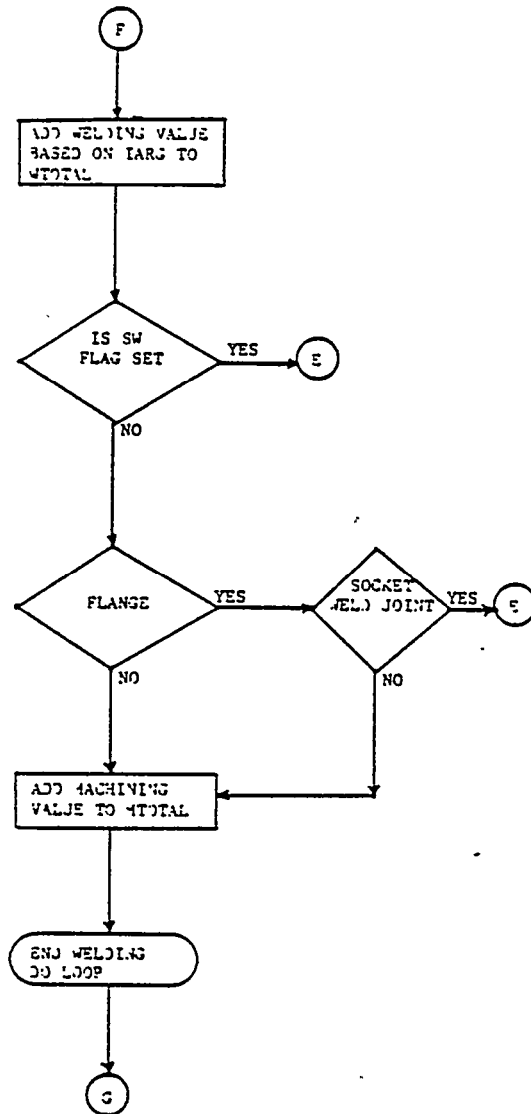 F
ADD WELDING VALUE
BASED ON IARG TO
WTOTAL
IS SW
FLAG SET
YES
E
NO
FLANGE
YES
SOCKET
WELD JOINT
YES
E
NO
NO
ADD MACHINING
VALUE TO MTOTAL
END WELDING
DO LOOP
G